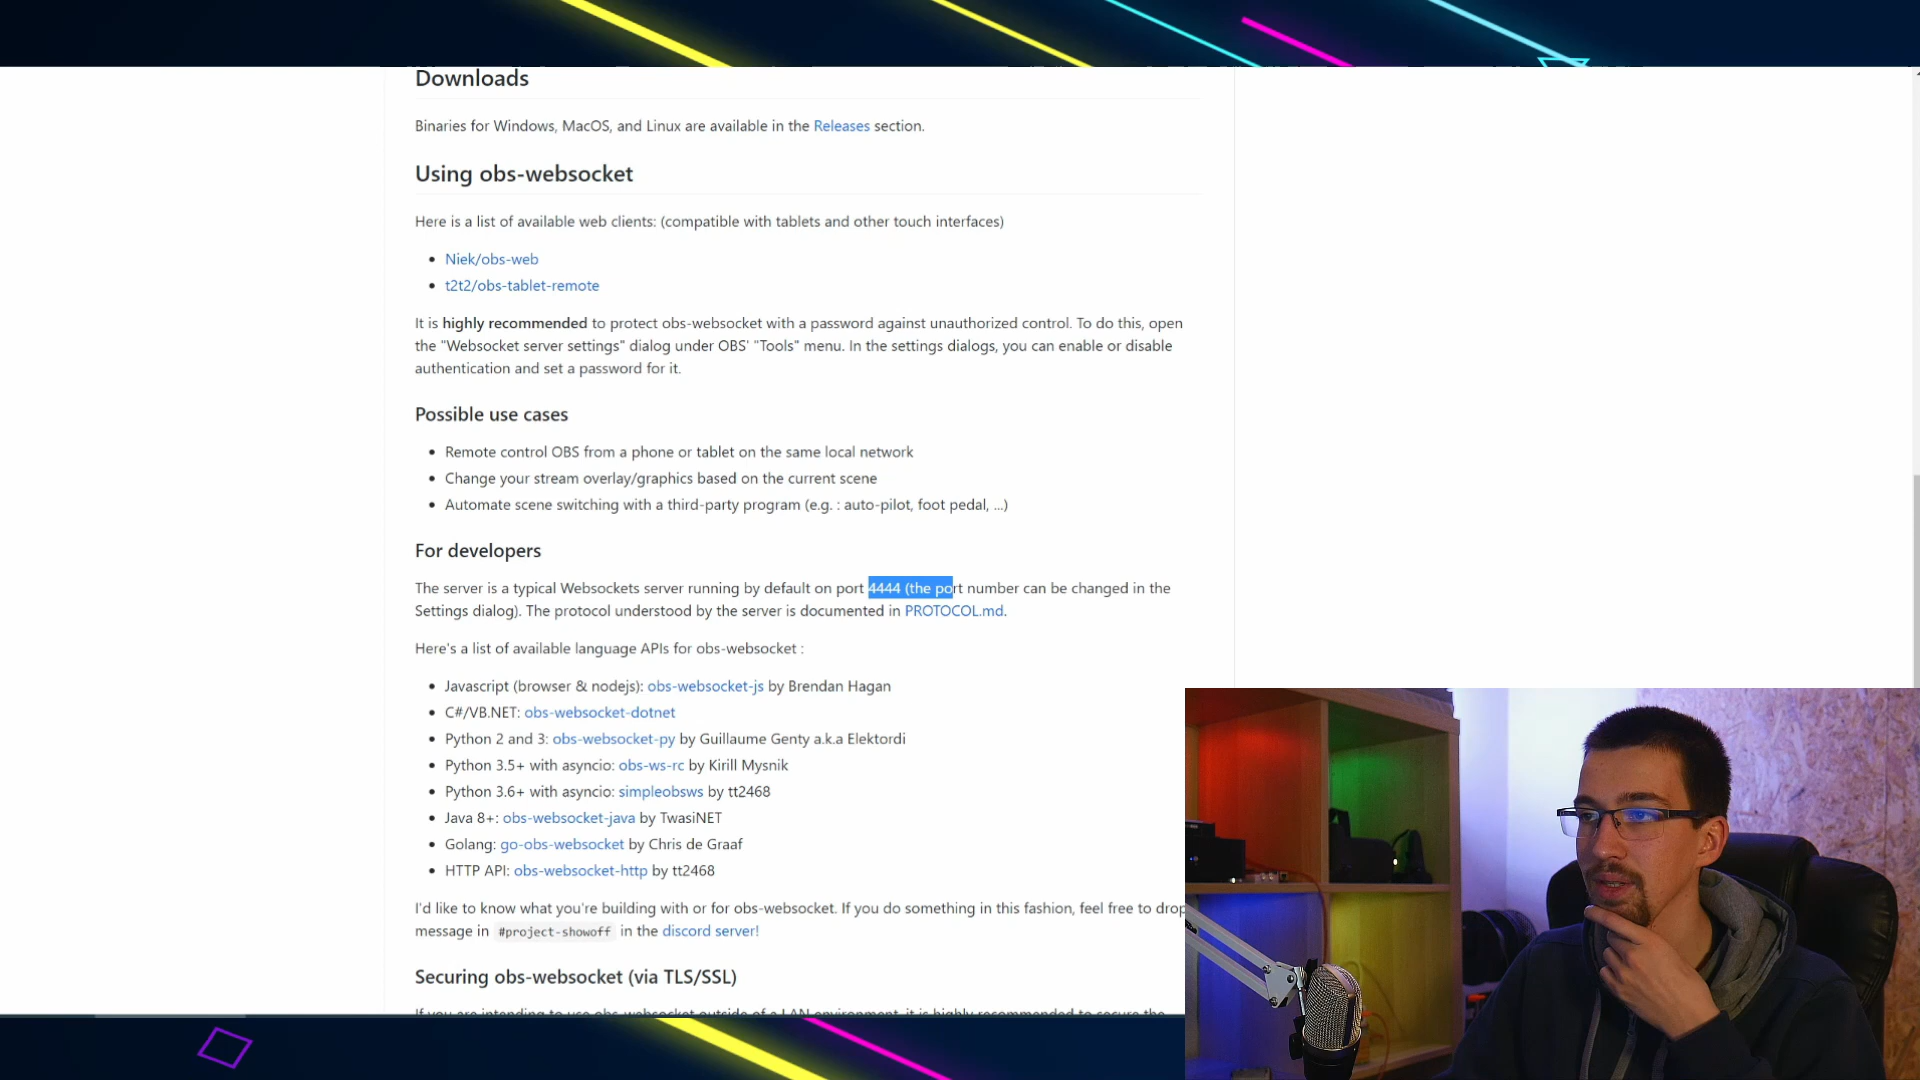 Downloads
Binaries for Windows, MacOS, and Linux are available in the Releases section.
Using obs-websocket
Here is a list of available web clients: (compatible with tablets and other touch interfaces)
• Niek/obs-web
• t2t2/obs-tablet-remote
It is highly recommended to protect obs-websocket with a password against unauthorized control. To do this, open
the "Websocket server settings" dialog under OBS' "Tools" menu. In the settings dialogs, you can enable or disable
authentication and set a password for it.
Possible use cases
• Remote control OBS from a phone or tablet on the same local network
• Change your stream overlay/graphics based on the current scene
• Automate scene switching with a third-party program (e.g. : auto-pilot, foot pedal, ...)
For developers
The server is a typical Websockets server running by default on port 4444 (the port number can be changed in the
Settings dialog). The protocol understood by the server is documented in PROTOCOL.md.
Here's a list of available language APIs for obs-websocket :
• Javascript (browser & nodejs): obs-websocket-js by Brendan Hagan
• C#/VB.NET: obs-websocket-dotnet
• Python 2 and 3: obs-websocket-py by Guillaume Genty a.k.a Elektordi
• Python 3.5+ with asyncio: obs-ws-rc by Kirill Mysnik
• Python 3.6+ with asyncio: simpleobsws by tt2468
• Java 8+: obs-websocket-java by TwasiNET
• Golang: go-obs-websocket by Chris de Graaf
• HTTP API: obs-websocket-http by tt2468
I'd like to know what you're building with or for obs-websocket. If you do something in this fashion, feel free to drop
message in #project-showoff in the discord server!
Securing obs-websocket (via TLS/SSL)
If you are intending to use obs-websocket outside of a LAN environment, it is highly recommended to secure the